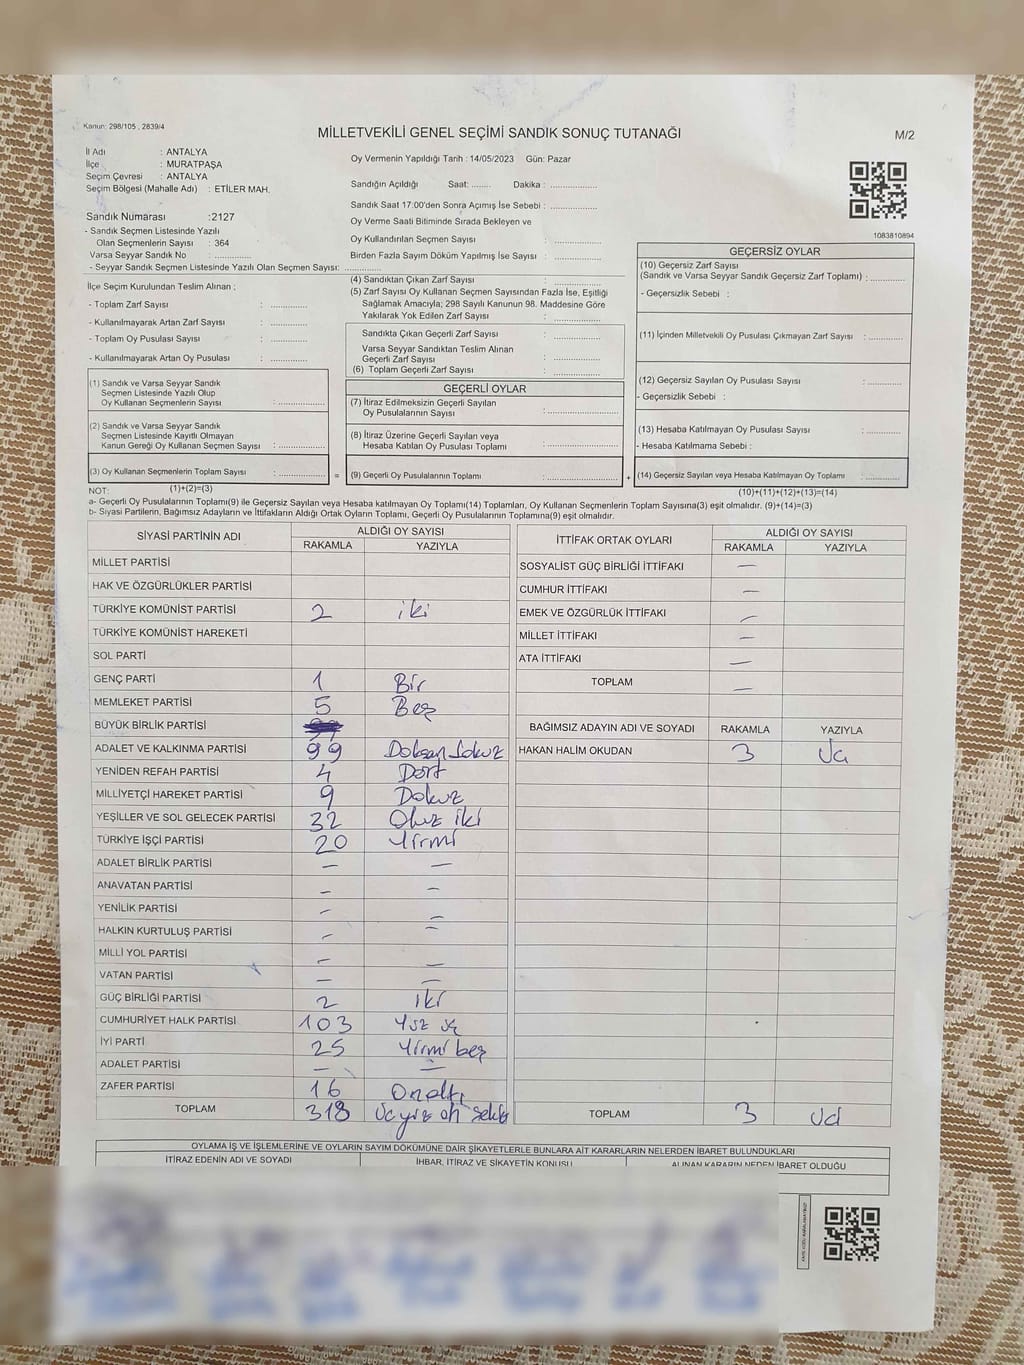 Kanun: 298/105 , 2839/4
MİLLETVEKİLİ GENEL SEÇİMİ SANDIK SONUÇ TUTANAĞI
M/2
İl Adı : ANTALYA
İlçe : MURATPAŞA
Seçim Çevresi : ANTALYA
Seçim Bölgesi (Mahalle Adı) : ETİLER MAH.
Sandık Numarası :2127
- Sandık Seçmen Listesinde Yazılı
Olan Seçmenlerin Sayısı : 364
Varsa Seyyar Sandık No : ..............
- Seyyar Sandık Seçmen Listesinde Yazılı Olan Seçmen Sayısı: ..............
Oy Vermenin Yapıldığı Tarih : 14/05/2023 Gün: Pazar
Sandığın Açıldığı Saat: ....... Dakika : ..............
Sandık Saat 17:00'den Sonra Açımış İse Sebebi : ..............
Oy Verme Saati Bitiminde Sırada Bekleyen ve
Oy Kullandırılan Seçmen Sayısı : ..............
Birden Fazla Sayım Döküm Yapılmış İse Sayısı : ..............
1083810894
İlçe Seçim Kurulundan Teslim Alınan ;
- Toplam Zarf Sayısı : ..............
- Kullanılmayarak Artan Zarf Sayısı : ..............
- Toplam Oy Pusulası Sayısı : ..............
- Kullanılmayarak Artan Oy Pusulası : ..............
(4) Sandıktan Çıkan Zarf Sayısı : ..............
(5) Zarf Sayısı Oy Kullanan Seçmen Sayısından Fazla İse, Eşitliği
Sağlamak Amacıyla; 298 Sayılı Kanunun 98. Maddesine Göre
Yakılarak Yok Edilen Zarf Sayısı : ..............
Sandıkta Çıkan Geçerli Zarf Sayısı : ..............
Varsa Seyyar Sandıktan Teslim Alınan
Geçerli Zarf Sayısı : ..............
(6) Toplam Geçerli Zarf Sayısı : ..............
GEÇERSİZ OYLAR
(10) Geçersiz Zarf Sayısı
(Sandık ve Varsa Seyyar Sandık Geçersiz Zarf Toplamı) : ..............
- Geçersizlik Sebebi :
(11) İçinden Milletvekili Oy Pusulası Çıkmayan Zarf Sayısı : ..............
(12) Geçersiz Sayılan Oy Pusulası Sayısı : ..............
- Geçersizlik Sebebi :
(13) Hesaba Katılmayan Oy Pusulası Sayısı : ..............
- Hesaba Katılmama Sebebi :
(14) Geçersiz Sayılan veya Hesaba Katılmayan Oy Toplamı : ..............
(10)+(11)+(12)+(13)=(14)
(1) Sandık ve Varsa Seyyar Sandık
Seçmen Listesinde Yazılı Olup
Oy Kullanan Seçmenlerin Sayısı : ..............
(2) Sandık ve Varsa Seyyar Sandık
Seçmen Listesinde Kayıtlı Olmayan
Kanun Gereği Oy Kullanan Seçmen Sayısı : ..............
(3) Oy Kullanan Seçmenlerin Toplam Sayısı : .............. =
(1)+(2)=(3)
GEÇERLİ OYLAR
(7) İtiraz Edilmeksizin Geçerli Sayılan
Oy Pusulalarının Sayısı : ..............
(8) İtiraz Üzerine Geçerli Sayılan veya
Hesaba Katılan Oy Pusulaları Toplamı : ..............
(9) Geçerli Oy Pusulalarının Toplamı : .............. +
NOT:
a- Geçerli Oy Pusulalarının Toplamı(9) ile Geçersiz Sayılan veya Hesaba katılmayan Oy Toplamı(14) Toplamları, Oy Kullanan Seçmenlerin Toplam Sayısına(3) eşit olmalıdır. (9)+(14)=(3)
b- Siyasi Partilerin, Bağımsız Adayların ve İttifakların Aldığı Ortak Oyların Toplamı, Geçerli Oy Pusulalarının Toplamına(9) eşit olmalıdır.
SİYASİ PARTİNİN ADI ALDIĞI OY SAYISI
RAKAMLA YAZIYLA
MİLLET PARTİSİ
HAK VE ÖZGÜRLÜKLER PARTİSİ
TÜRKİYE KOMÜNİST PARTİSİ 2 iki
TÜRKİYE KOMÜNİST HAREKETİ
SOL PARTİ
GENÇ PARTİ 1 Bir
MEMLEKET PARTİSİ 5 Beş
BÜYÜK BİRLİK PARTİSİ
ADALET VE KALKINMA PARTİSİ 99 Doksan dokuz
YENİDEN REFAH PARTİSİ 4 Dört
MİLLİYETÇİ HAREKET PARTİSİ 9 Dokuz
YEŞİLLER VE SOL GELECEK PARTİSİ 32 Otuz iki
TÜRKİYE İŞÇİ PARTİSİ 20 Yirmi
ADALET BİRLİK PARTİSİ – –
ANAVATAN PARTİSİ – –
YENİLİK PARTİSİ – –
HALKIN KURTULUŞ PARTİSİ – –
MİLLİ YOL PARTİSİ – –
VATAN PARTİSİ – –
GÜÇ BİRLİĞİ PARTİSİ 2 iki
CUMHURİYET HALK PARTİSİ 103 Yüz üç
İYİ PARTİ 25 Yirmi beş
ADALET PARTİSİ – –
ZAFER PARTİSİ 16 Onaltı
TOPLAM 318 Üçyüz on sekiz
İTTİFAK ORTAK OYLARI ALDIĞI OY SAYISI
RAKAMLA YAZIYLA
SOSYALİST GÜÇ BİRLİĞİ İTTİFAKI –
CUMHUR İTTİFAKI –
EMEK VE ÖZGÜRLÜK İTTİFAKI –
MİLLET İTTİFAKI –
ATA İTTİFAKI –
TOPLAM –
BAĞIMSIZ ADAYIN ADI VE SOYADI RAKAMLA YAZIYLA
HAKAN HALİM OKUDAN 3 Üç
TOPLAM 3 Üç
OYLAMA İŞ VE İŞLEMLERİNE VE OYLARIN SAYIM DÖKÜMÜNE DAİR ŞİKAYETLERLE BUNLARA AİT KARARLARIN NELERDEN İBARET BULUNDUKLARI
İTİRAZ EDENİN ADI VE SOYADI İHBAR, İTİRAZ VE ŞİKAYETİN KONUSU ALINAN KARARIN NEDEN İBARET OLDUĞU